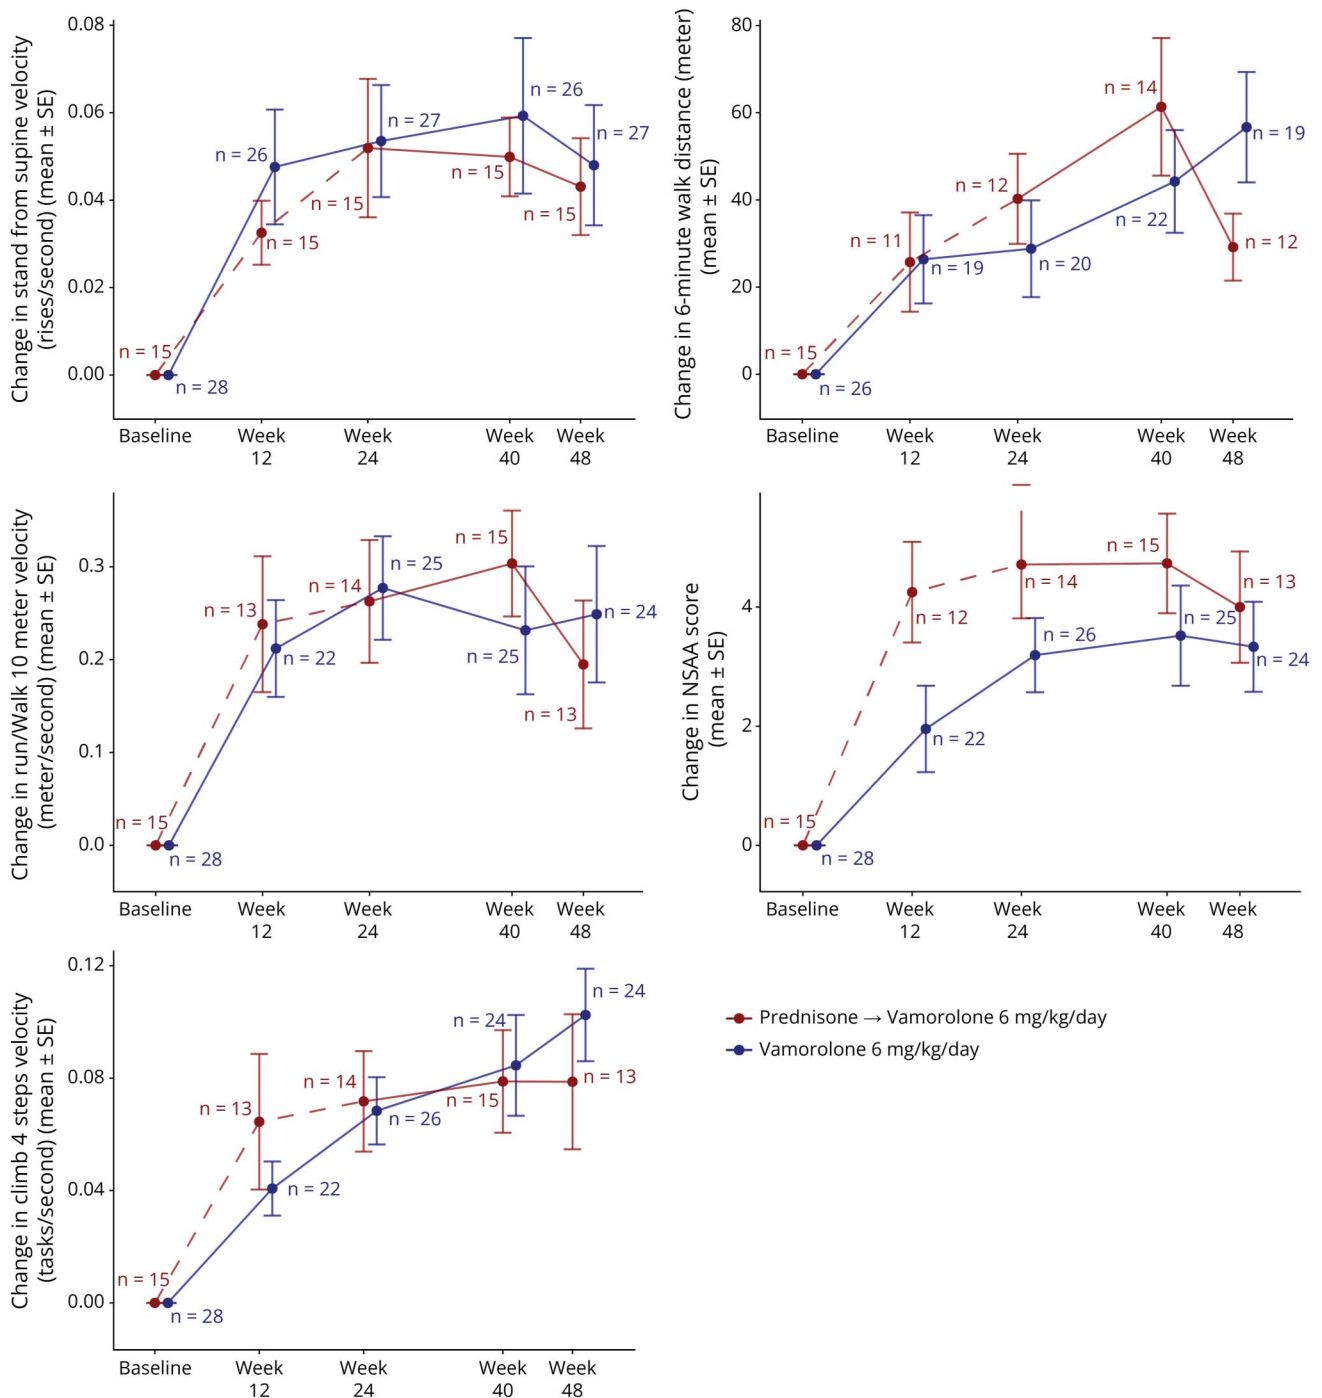 Change in stand from supine velocity
(rises/second) (mean ± SE)
0.08
0.06
0.04
0.02
0.00
n = 15
n = 28
n = 26
n = 15
n = 27
n = 15
n = 26
n = 15
n = 27
n = 15
Baseline
Week
12
Week
24
Week
40
Week
48
Change in 6-minute walk distance (meter)
(mean ± SE)
80
60
40
20
0
n = 15
n = 26
n = 11
n = 19
n = 12
n = 20
n = 14
n = 22
n = 19
n = 12
Baseline
Week
12
Week
24
Week
40
Week
48
Change in run/Walk 10 meter velocity
(meter/second) (mean ± SE)
0.3
0.2
0.1
0.0
n = 15
n = 28
n = 13
n = 22
n = 14
n = 25
n = 15
n = 25
n = 24
n = 13
Baseline
Week
12
Week
24
Week
40
Week
48
Change in NSAA score
(mean ± SE)
4
2
0
n = 15
n = 28
n = 12
n = 22
n = 14
n = 26
n = 15
n = 25
n = 13
n = 24
Baseline
Week
12
Week
24
Week
40
Week
48
Change in climb 4 steps velocity
(tasks/second) (mean ± SE)
0.12
0.08
0.04
0.00
n = 15
n = 28
n = 13
n = 22
n = 14
n = 26
n = 24
n = 15
n = 24
n = 13
Baseline
Week
12
Week
24
Week
40
Week
48
Prednisone → Vamorolone 6 mg/kg/day
Vamorolone 6 mg/kg/day